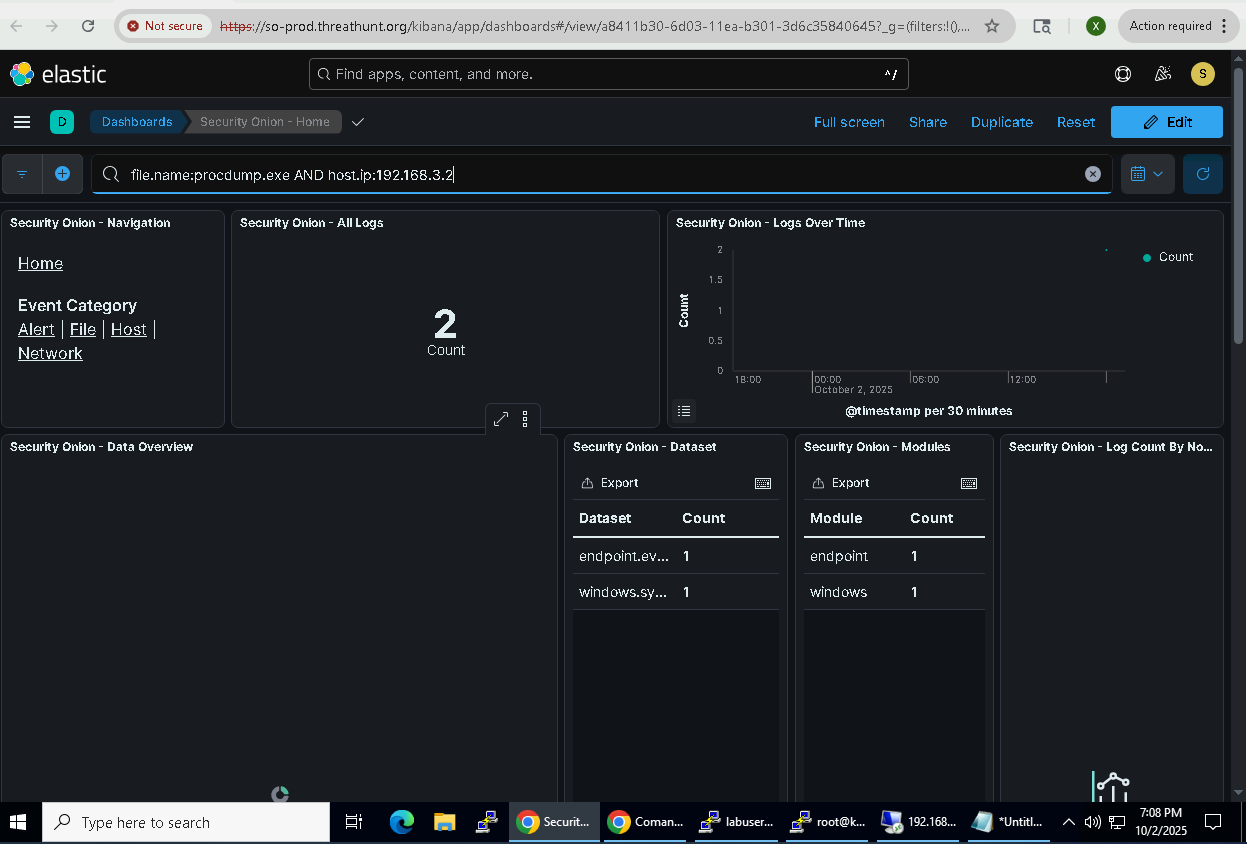 Not secure
https://so-prod.threathunt.org/kibana/app/dashboards#/view/a8411b30-6d03-11ea-b301-3d6c35840645?_g=(filters:!(),...
X
Action required
elastic
Find apps, content, and more.
^/
S
D
Dashboards
Security Onion - Home
Full screen
Share
Duplicate
Reset
Edit
file.name:procdump.exe AND host.ip:192.168.3.2
Security Onion - Navigation
Home
Event Category
Alert | File | Host |
Network
Security Onion - All Logs
2
Count
Security Onion - Logs Over Time
Count
2
1.5
1
0.5
0
18:00
00:00
06:00
12:00
October 2, 2025
@timestamp per 30 minutes
Count
Security Onion - Data Overview
Security Onion - Dataset
Export
Dataset Count
endpoint.ev... 1
windows.sy... 1
Security Onion - Modules
Export
Module Count
endpoint 1
windows 1
Security Onion - Log Count By No...
Type here to search
Securit...
Coman...
labuser...
root@k...
192.168...
*Untitl...
7:08 PM
10/2/2025